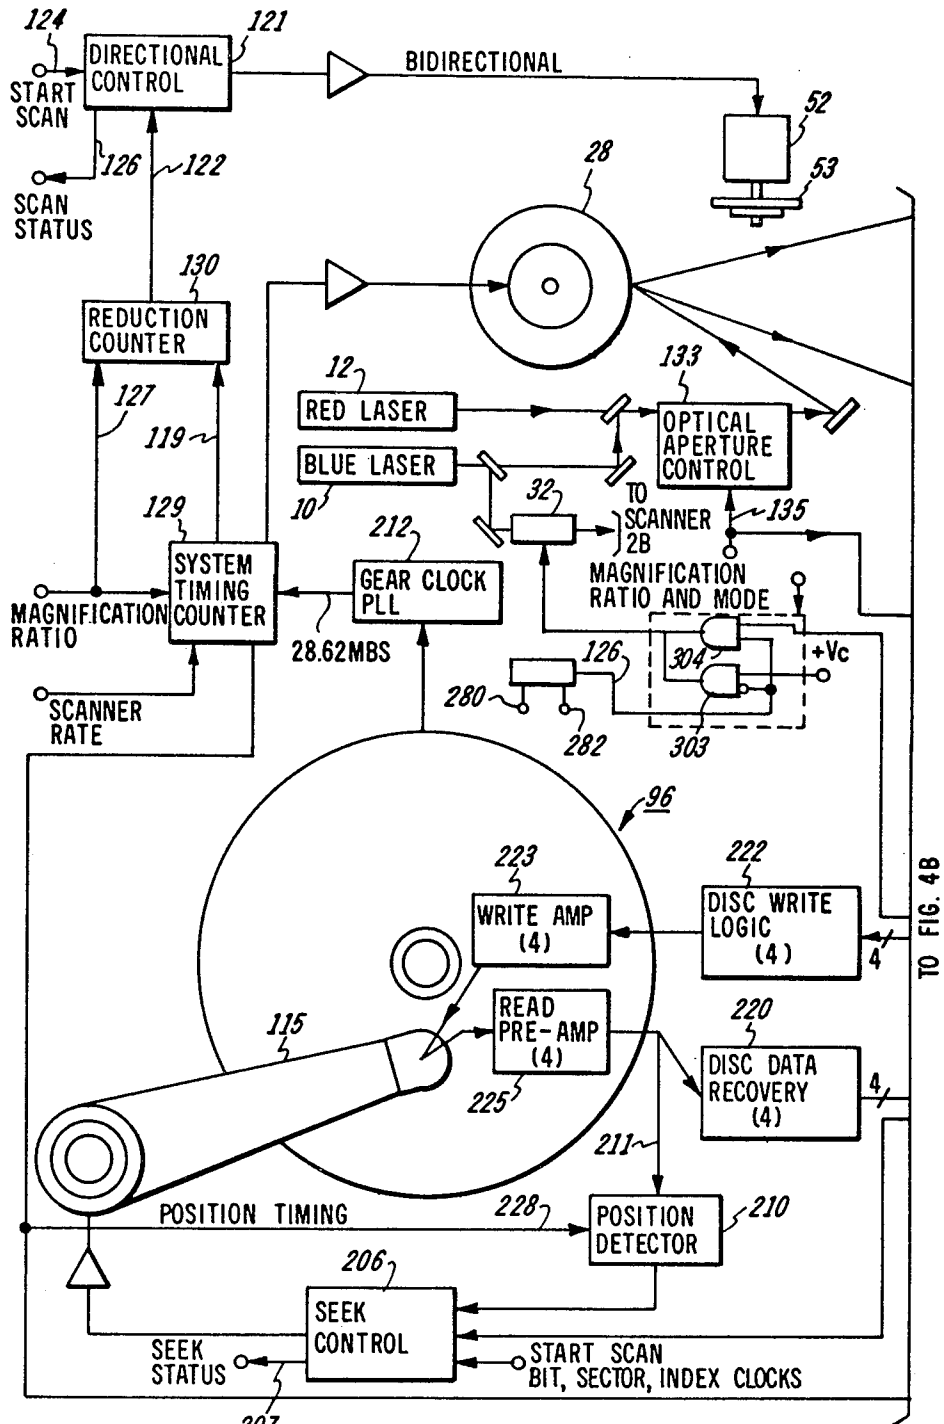 124
121
DIRECTIONAL
CONTROL
BIDIRECTIONAL
START
SCAN
126
122
52
53
28
SCAN
STATUS
130
REDUCTION
COUNTER
127
119
12
RED LASER
133
OPTICAL
APERTURE
CONTROL
BLUE LASER
10
32
TO
SCANNER
2B
135
129
212
SYSTEM
TIMING
COUNTER
GEAR CLOCK
PLL
MAGNIFICATION
RATIO AND MODE
MAGNIFICATION
RATIO
28.62MBS
304
+Vc
126
280
282
303
SCANNER
RATE
96
223
222
WRITE AMP
(4)
DISC WRITE
LOGIC
(4)
4
TO FIG. 4B
115
READ
PRE-AMP
(4)
225
220
DISC DATA
RECOVERY
(4)
4
211
POSITION TIMING
228
POSITION
DETECTOR
210
206
SEEK
CONTROL
SEEK
STATUS
START SCAN
BIT, SECTOR, INDEX CLOCKS
207